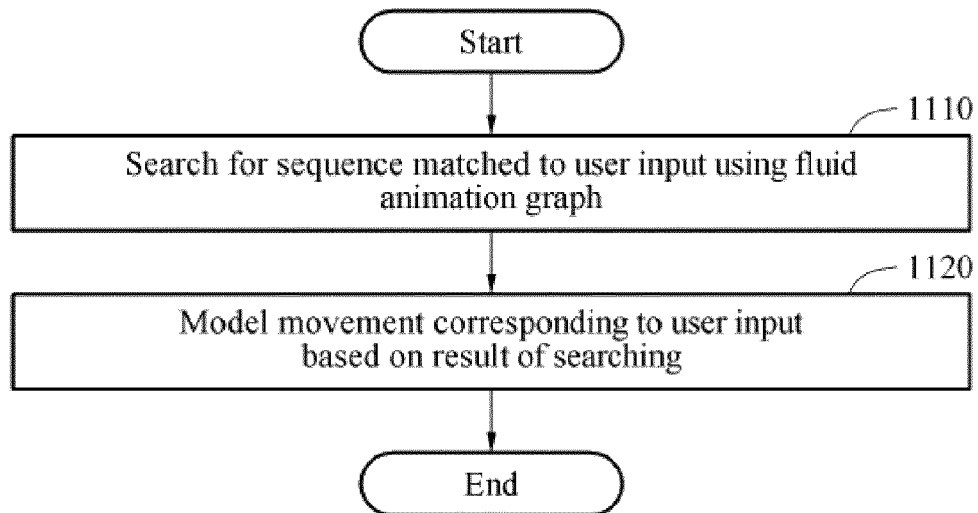 Start
1110
Search for sequence matched to user input using fluid
animation graph
1120
Model movement corresponding to user input
based on result of searching
End